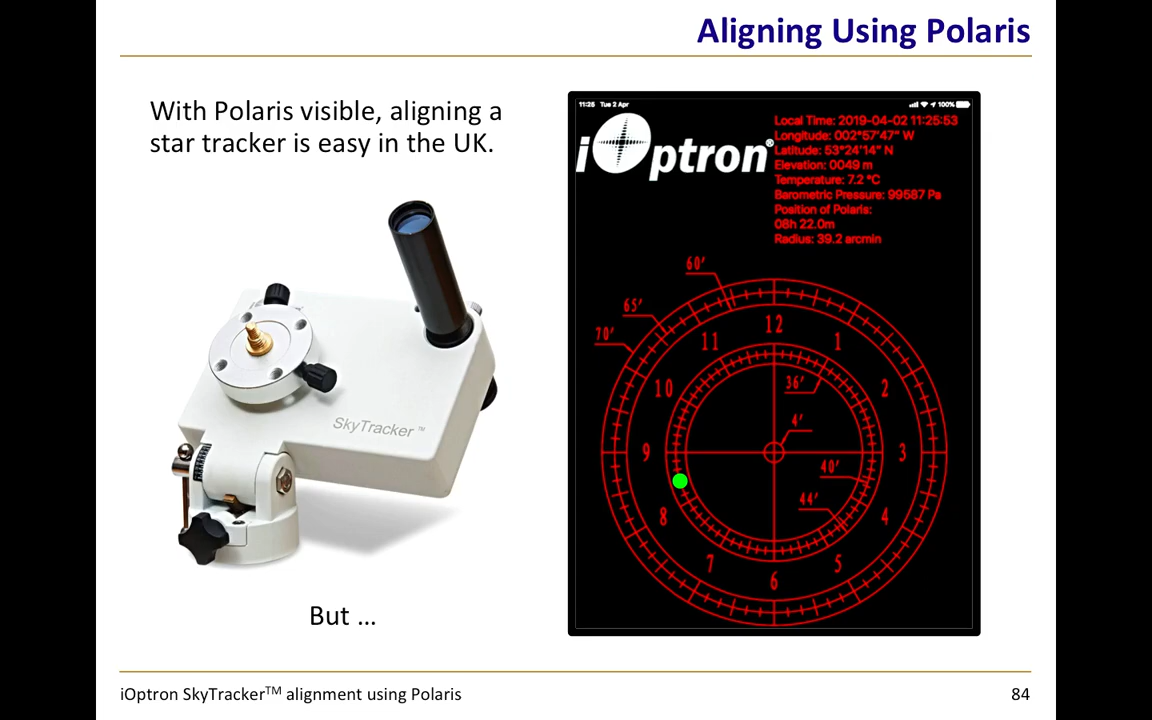 Aligning Using Polaris
With Polaris visible, aligning a
star tracker is easy in the UK.
SkyTracker™
But ...
11:26 Tue 2 Apr
100%
iOptron®
Local Time: 2019-04-02 11:25:53
Longitude: 002°57'47" W
Latitude: 53°24'14" N
Elevation: 0049 m
Temperature: 7.2 °C
Barometric Pressure: 99587 Pa
Position of Polaris:
08h 22.0m
Radius: 39.2 arcmin
60'
65'
70'
12
11
1
10
2
36'
4'
9
3
40'
44'
8
4
7
5
6
iOptron SkyTracker™ alignment using Polaris
84